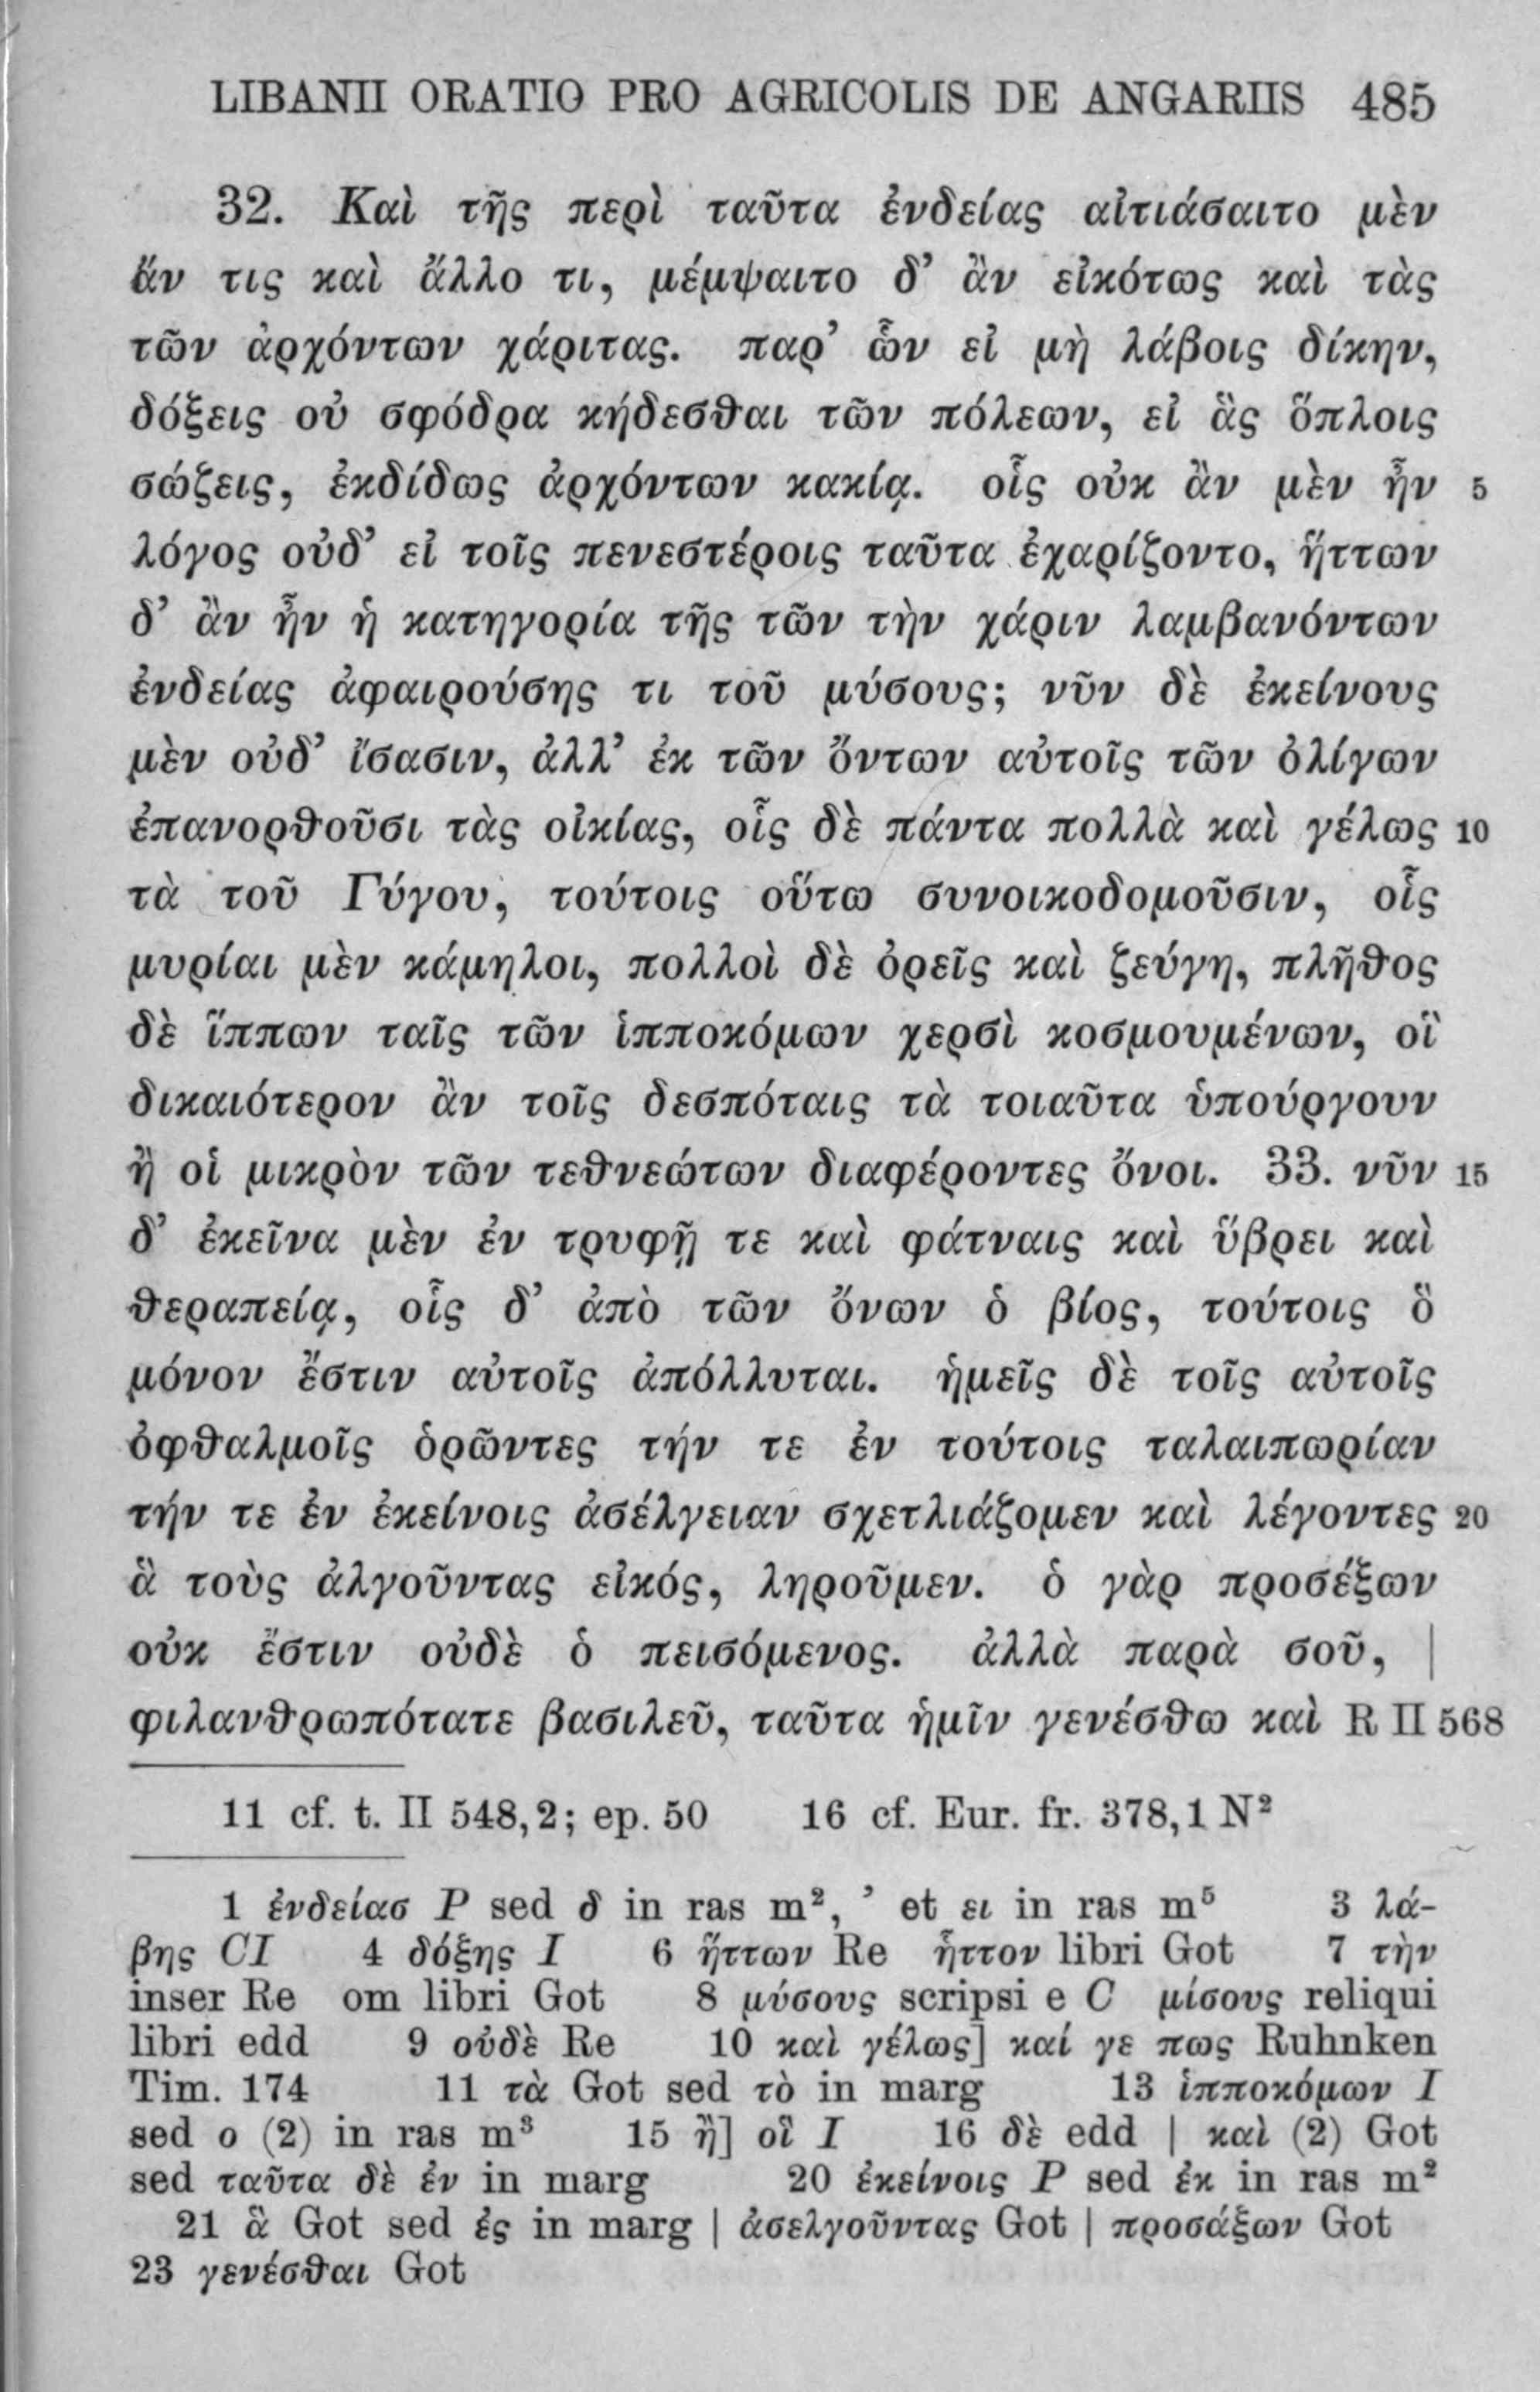 LIBANII ORATIO PRO AGRICOLIS DE ANGARIIS 485
32. Καὶ τῆς περὶ ταῦτα ἐνδείας αἰτιάσαιτο μὲν
ἄν τις καὶ ἄλλο τι, μέμψαιτο δ’ ἂν εἰκότως καὶ τὰς
τῶν ἀρχόντων χάριτας. παρ’ ὧν εἰ μὴ λάβοις δίκην,
δόξεις οὐ σφόδρα κήδεσθαι τῶν πόλεων, εἰ ἃς ὅπλοις
σώζεις, ἐκδίδως ἀρχόντων κακίᾳ. οἷς οὐκ ἂν μὲν ἦν 5
λόγος οὐδ’ εἰ τοῖς πενεστέροις ταῦτα ἐχαρίζοντο, ἥττων
δ’ ἂν ἦν ἡ κατηγορία τῆς τῶν τὴν χάριν λαμβανόντων
ἐνδείας ἀφαιρούσης τι τοῦ μύσους; νῦν δὲ ἐκείνους
μὲν οὐδ’ ἴσασιν, ἀλλ’ ἐκ τῶν ὄντων αὐτοῖς τῶν ὀλίγων
ἐπανορθοῦσι τὰς οἰκίας, οἷς δὲ πάντα πολλὰ καὶ γέλως 10
τὰ τοῦ Γύγου, τούτοις οὕτω συνοικοδομοῦσιν, οἷς
μυρίαι μὲν κάμηλοι, πολλοὶ δὲ ὀρεῖς καὶ ζεύγη, πλῆθος
δὲ ἵππων ταῖς τῶν ἱπποκόμων χερσὶ κοσμουμένων, οἳ
δικαιότερον ἂν τοῖς δεσπόταις τὰ τοιαῦτα ὑπούργουν
ἢ οἱ μικρὸν τῶν τεθνεώτων διαφέροντες ὄνοι. 33. νῦν 15
δ’ ἐκεῖνα μὲν ἐν τρυφῇ τε καὶ φάτναις καὶ ὕβρει καὶ
θεραπείᾳ, οἷς δ’ ἀπὸ τῶν ὄνων ὁ βίος, τούτοις ὃ
μόνον ἔστιν αὐτοῖς ἀπόλλυται. ἡμεῖς δὲ τοῖς αὐτοῖς
ὀφθαλμοῖς ὁρῶντες τήν τε ἐν τούτοις ταλαιπωρίαν
τήν τε ἐν ἐκείνοις ἀσέλγειαν σχετλιάζομεν καὶ λέγοντες 20
ἃ τοὺς ἀλγοῦντας εἰκός, ληροῦμεν. ὁ γὰρ προσέξων
οὐκ ἔστιν οὐδὲ ὁ πεισόμενος. ἀλλὰ παρὰ σοῦ, |
φιλανθρωπότατε βασιλεῦ, ταῦτα ἡμῖν γενέσθω καὶ R II 568
11 cf. t. II 548,2; ep. 50 16 cf. Eur. fr. 378,1 N²
1 ἐνδείασ P sed δ in ras m², ’ et ει in ras m⁵ 3 λά-
βης CI 4 δόξης I 6 ἥττων Re ἧττον libri Got 7 τὴν
inser Re om libri Got 8 μύσους scripsi e C μίσους reliqui
libri edd 9 οὐδὲ Re 10 καὶ γέλως] καί γε πως Ruhnken
Tim. 174 11 τὰ Got sed τὸ in marg 13 ἱπποκόμων I
sed ο (2) in ras m³ 15 ἢ] οἳ I 16 δὲ edd | καὶ (2) Got
sed ταῦτα δὲ ἐν in marg 20 ἐκείνοις P sed ἐκ in ras m²
21 ἃ Got sed ἐς in marg | ἀσελγοῦντας Got | προσάξων Got
23 γενέσθαι Got